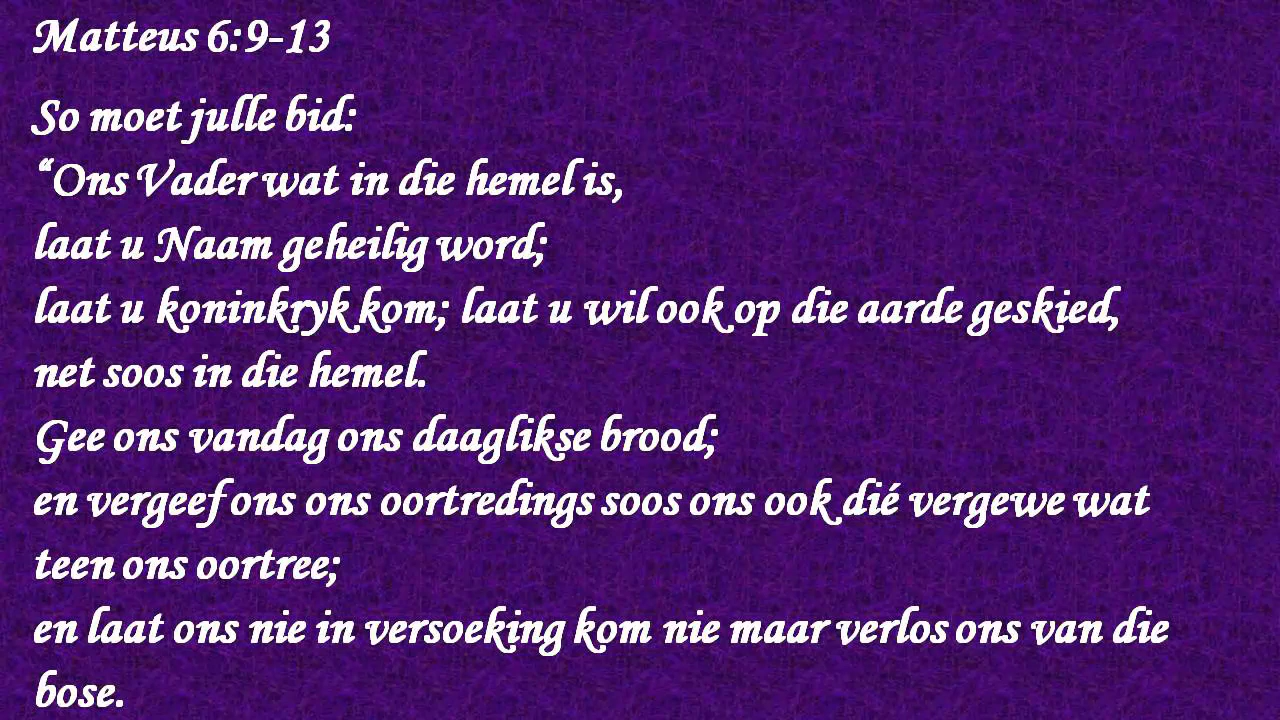 Matteus 6:9-13
So moet julle bid:
“Ons Vader wat in die hemel is,
laat u Naam geheilig word;
laat u koninkryk kom; laat u wil ook op die aarde geskied,
net soos in die hemel.
Gee ons vandag ons daaglikse brood;
en vergeef ons ons oortredings soos ons ook dié vergewe wat
teen ons oortree;
en laat ons nie in versoeking kom nie maar verlos ons van die
bose.